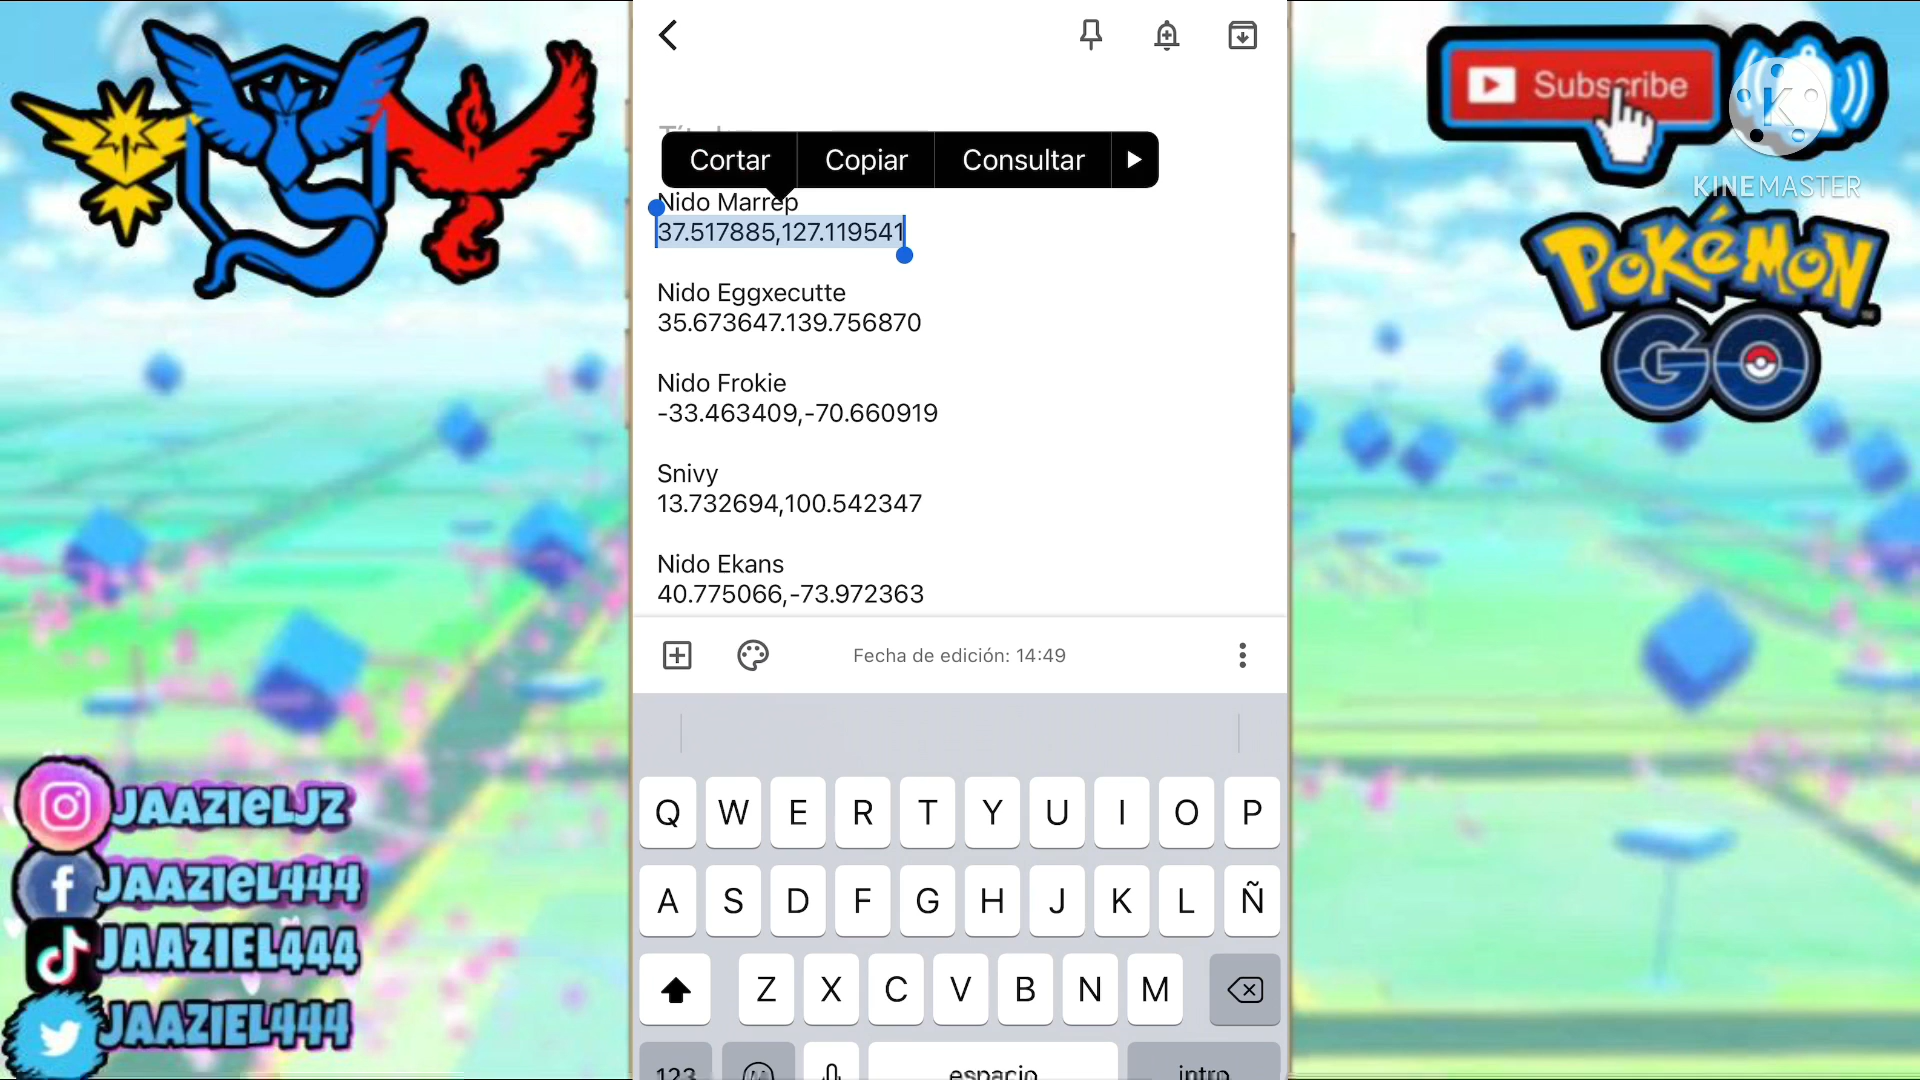 Subscribe
KINEMASTER
POKéMON
GO
Cortar
Copiar
Consultar
Nido Marrep
37.517885,127.119541
Nido Eggxecutte
35.673647.139.756870
Nido Frokie
-33.463409,-70.660919
Snivy
13.732694,100.542347
Nido Ekans
40.775066,-73.972363
Fecha de edición: 14:49
Q W E R T Y U I O P
A S D F G H J K L Ñ
Z X C V B N M
123 espacio intro
JAAZIELJZ
JAAZIEL444
JAAZIEL444
JAAZIEL444